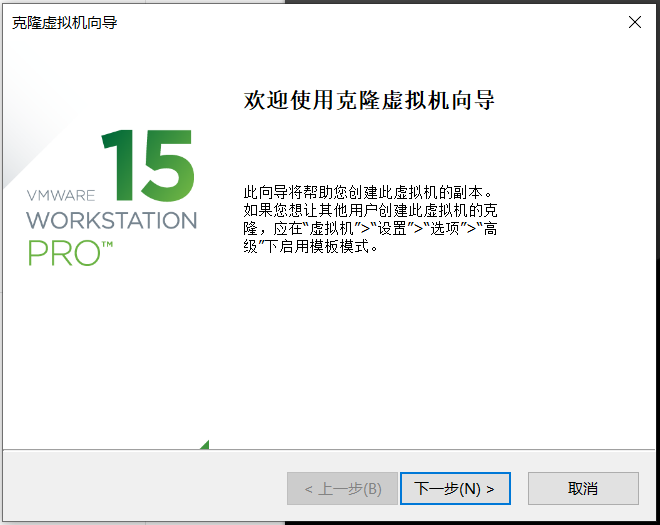 克隆虚拟机向导
欢迎使用克隆虚拟机向导
15
VMWARE
WORKSTATION
PRO™
此向导将帮助您创建此虚拟机的副本。
如果您想让其他用户创建此虚拟机的克
隆，应在“虚拟机”>“设置”>“选项”>“高
级”下启用模板模式。
< 上一步(B)
下一步(N) >
取消